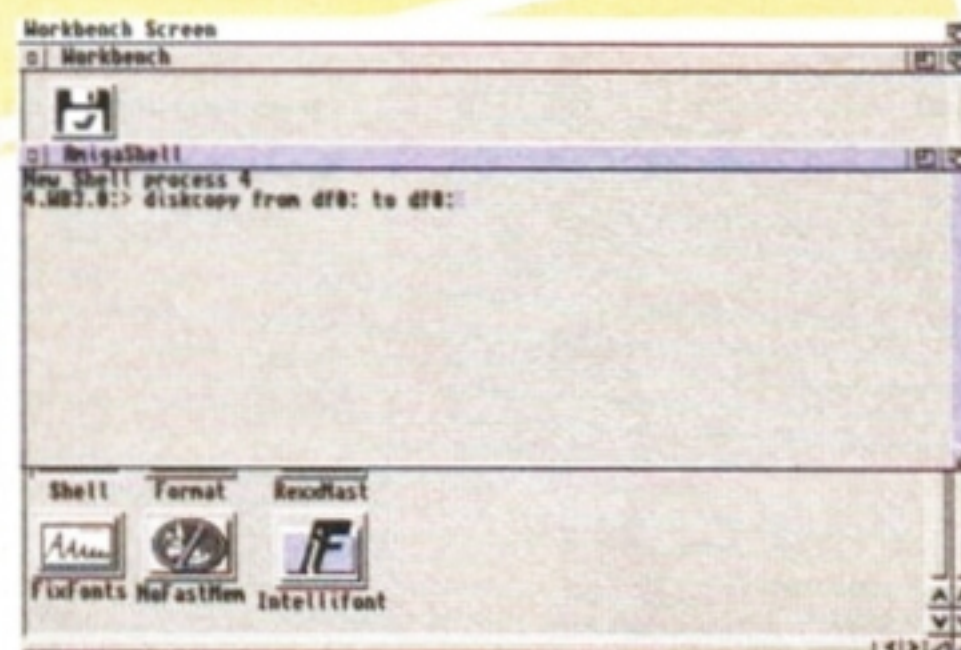 Workbench Screen
Workbench
AmigaShell
New Shell process 4
4.WB3.0:> diskcopy from df0: to df0:
Shell Format RexxMast
FixFonts NoFastMem Intellifont